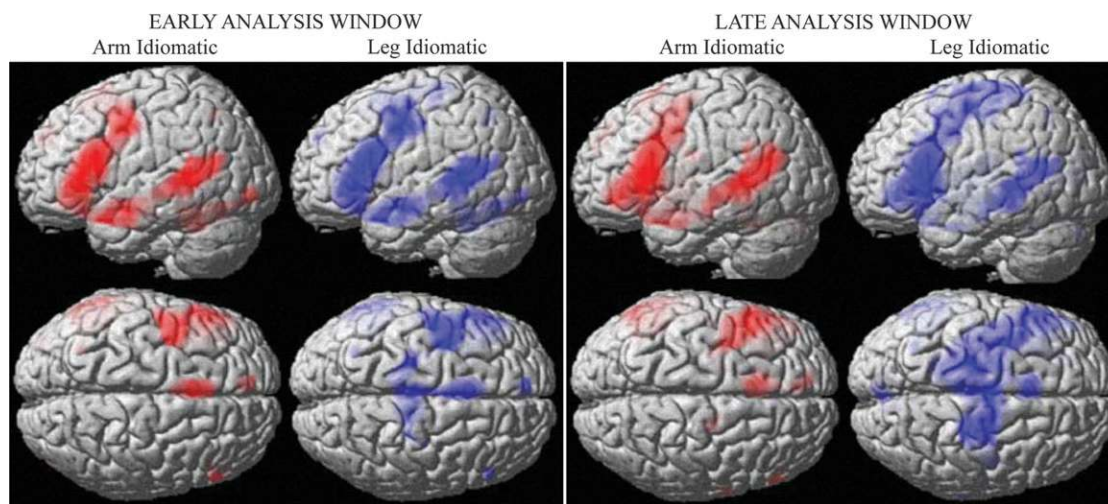 EARLY ANALYSIS WINDOW
Arm Idiomatic Leg Idiomatic
LATE ANALYSIS WINDOW
Arm Idiomatic Leg Idiomatic